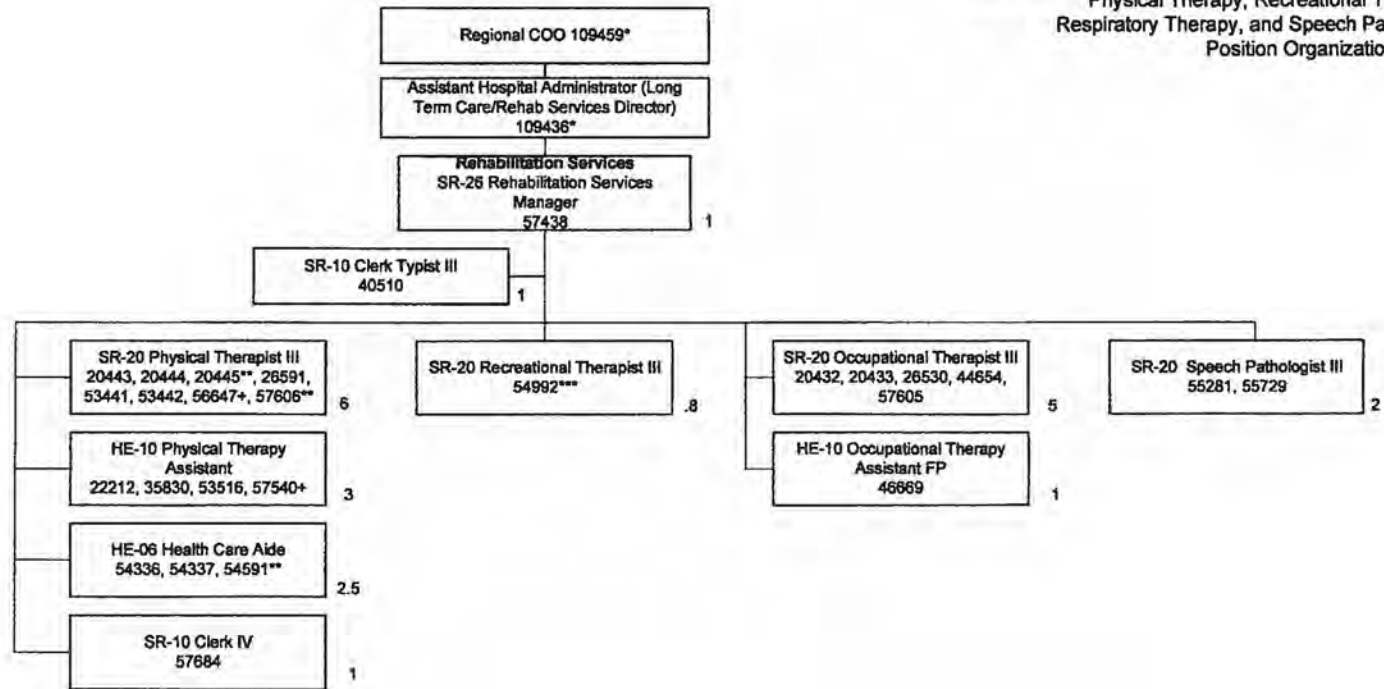 Physical Therapy, Recreational
Respiratory Therapy, and Speech
Position
Regional COO 109459*
Assistant Hospital Administrator (Long
Term Care/Rehab Services Director)
109436*
Rehabilitation Services
SR-26 Rehabilitation Services
Manager
57438
1
SR-10 Clerk Typist III
40510
1
SR-20 Physical Therapist III
20443, 20444, 20445**, 26591,
53441, 53442, 56647+, 57606**
6
SR-20 Recreational Therapist III
54992***
.8
SR-20 Occupational Therapist III
20432, 20433, 26530, 44654,
57605
5
SR-20 Speech Pathologist III
55281, 55729
2
HE-10 Physical Therapy
Assistant
22212, 35830, 53516, 57540+
3
HE-10 Occupational Therapy
Assistant FP
46669
1
HE-06 Health Care Aide
54336, 54337, 54591**
2.5
SR-10 Clerk IV
57684
1